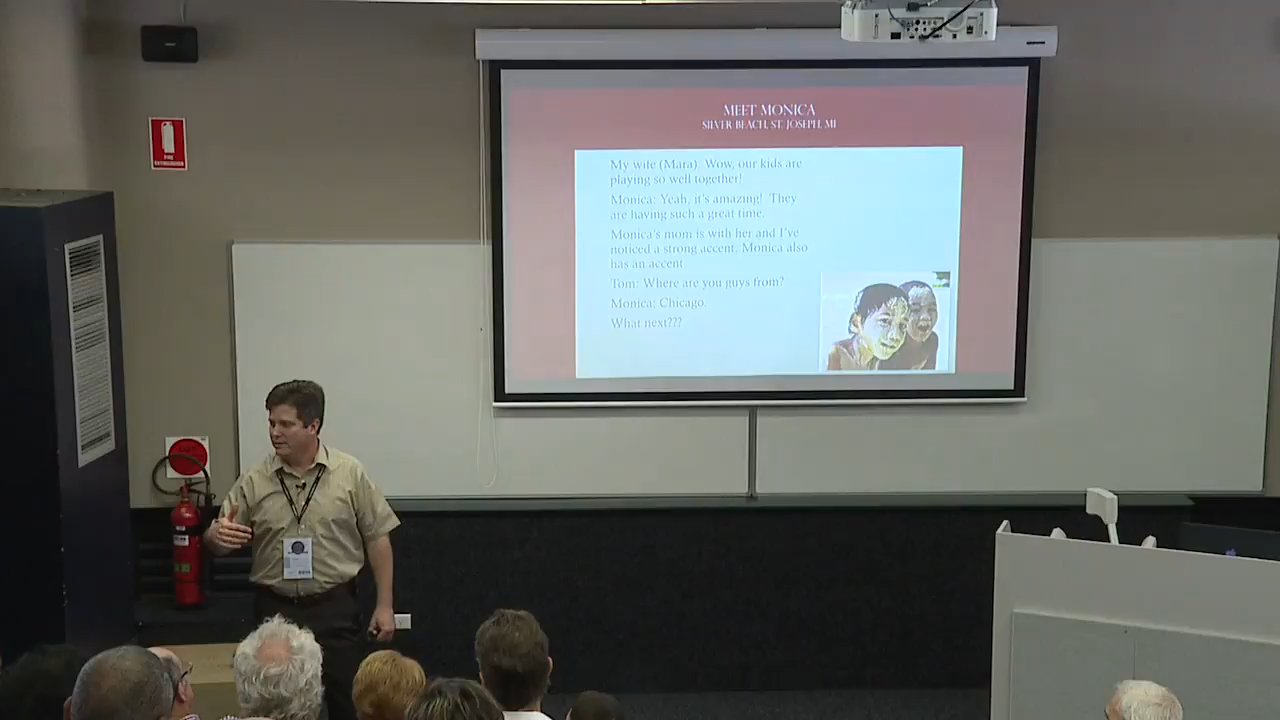 MEET MONICA
SILVER BEACH, ST. JOSEPH, MI
My wife (Mara): Wow, our kids are
playing so well together!
Monica: Yeah, it's amazing! They
are having such a great time.
Monica's mom is with her and I've
noticed a strong accent. Monica also
has an accent
Tom: Where are you guys from?
Monica: Chicago.
What next???
FIRE
EXTINGUISHER